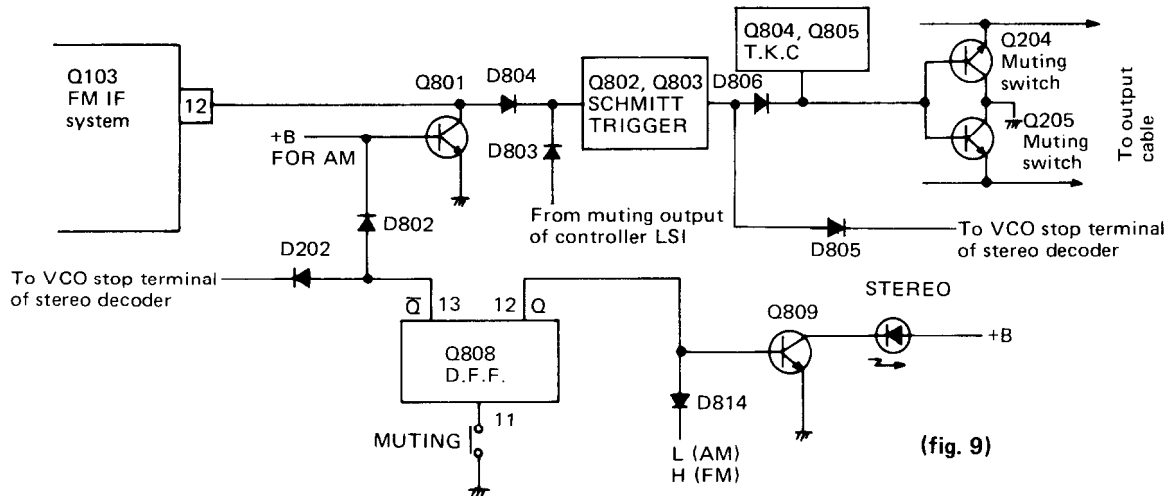 Q103
FM IF
system
12
+B
FOR AM
Q801
D804
D803
D802
D202
To VCO stop terminal
of stereo decoder
Q802, Q803
SCHMITT
TRIGGER
D806
Q804, Q805
T.K.C
Q204
Muting
switch
Q205
Muting
switch
To output
cable
From muting output
of controller LSI
D805
To VCO stop terminal
of stereo decoder
Q̅ 13 12 Q
Q808
D.F.F.
11
MUTING
STEREO
Q809
+B
D814
L (AM)
H (FM)
(fig. 9)